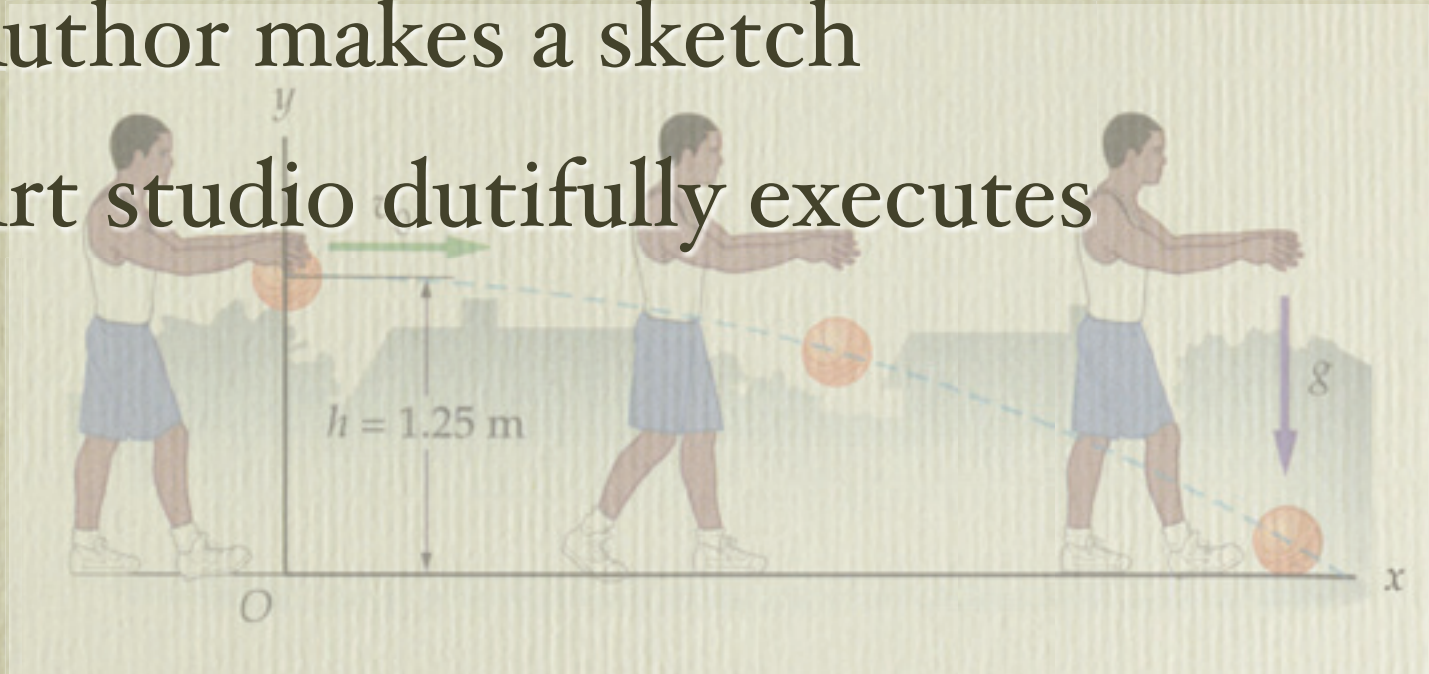 uthor makes a sketch
y
rt studio dutifully executes
h = 1.25 m
g
x
O